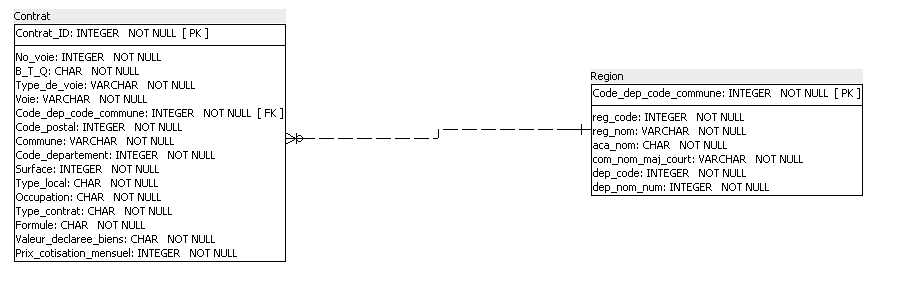 Contrat
Contrat_ID: INTEGER NOT NULL [ PK ]
No_voie: INTEGER NOT NULL
B_T_Q: CHAR NOT NULL
Type_de_voie: VARCHAR NOT NULL
Voie: VARCHAR NOT NULL
Code_dep_code_commune: INTEGER NOT NULL [ FK ]
Code_postal: INTEGER NOT NULL
Commune: VARCHAR NOT NULL
Code_departement: INTEGER NOT NULL
Surface: INTEGER NOT NULL
Type_local: CHAR NOT NULL
Occupation: CHAR NOT NULL
Type_contrat: CHAR NOT NULL
Formule: CHAR NOT NULL
Valeur_declaree_biens: CHAR NOT NULL
Prix_cotisation_mensuel: INTEGER NOT NULL
Region
Code_dep_code_commune: INTEGER NOT NULL [ PK ]
reg_code: INTEGER NOT NULL
reg_nom: VARCHAR NOT NULL
aca_nom: CHAR NOT NULL
com_nom_maj_court: VARCHAR NOT NULL
dep_code: INTEGER NOT NULL
dep_nom_num: INTEGER NOT NULL